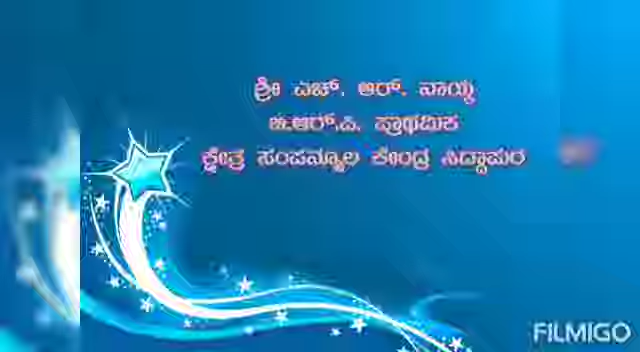 ಶ್ರೀ ಎಚ್. ಆರ್. ನಾಯ್ಕ
ಬಿ.ಆರ್.ಪಿ. ಪ್ರಾಥಮಿಕ
ಕ್ಷೇತ್ರ ಸಂಪನ್ಮೂಲ ಕೇಂದ್ರ ಸಿದ್ದಾಪುರ
FILMIGO